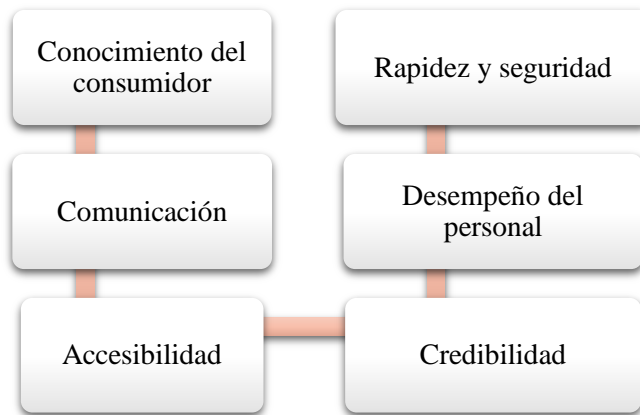 Conocimiento del
consumidor
Comunicación
Accesibilidad
Credibilidad
Desempeño del
personal
Rapidez y seguridad